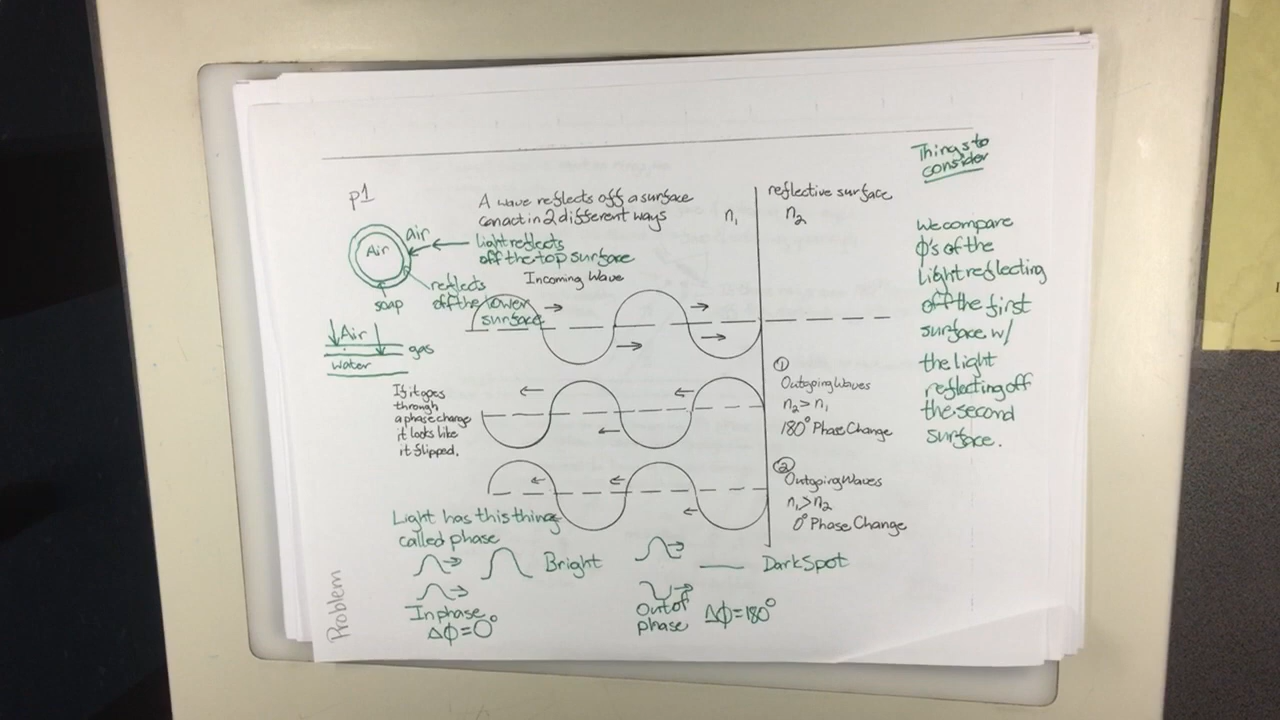 p1
A wave reflects off a surface
can act in 2 different ways
n1
reflective surface
n2
Air
air
Light reflects
off the top surface
soap
reflects
off the lower
surface
Incoming Wave
Air
gas
Water
If it goes
through
a phase change
it looks like
it flipped.
①
Outgoing Waves
n2 > n1
180° Phase Change
②
Outgoing Waves
n1 > n2
0° Phase Change
Light has this thing
called phase
Bright
In phase
Δϕ=0°
Dark Spot
Out of
phase
Δϕ=180°
Things to
consider
We compare
ϕ's of the
Light reflecting
off the first
surface w/
the light
reflecting off
the second
surface.
Problem